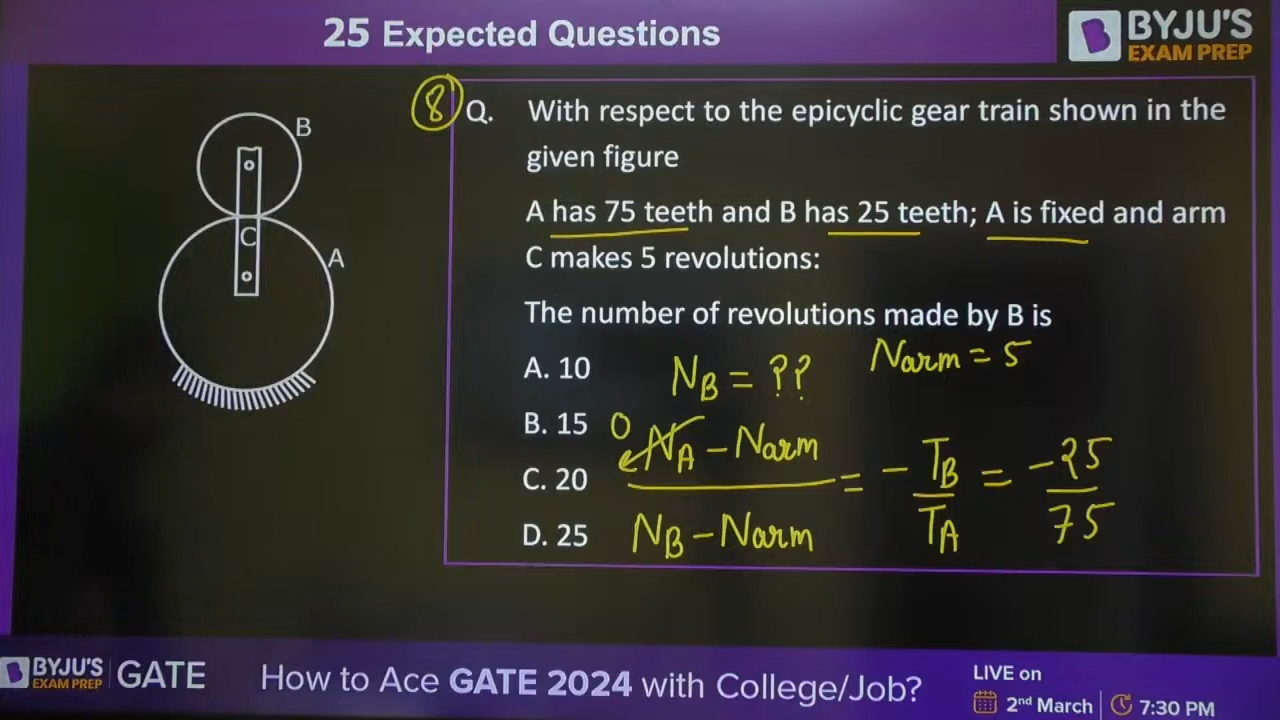 25 Expected Questions
BYJU'S
EXAM PREP
8
Q. With respect to the epicyclic gear train shown in the
given figure
A has 75 teeth and B has 25 teeth; A is fixed and arm
C makes 5 revolutions:
The number of revolutions made by B is
A. 10
B. 15
C. 20
D. 25
B
C
A
N_B = ??
Narm = 5
0
N_A - Narm
N_B - Narm
= - T_B / T_A = -25 / 75
BYJU'S
EXAM PREP
GATE
How to Ace GATE 2024 with College/Job?
LIVE on
2nd March
7:30 PM